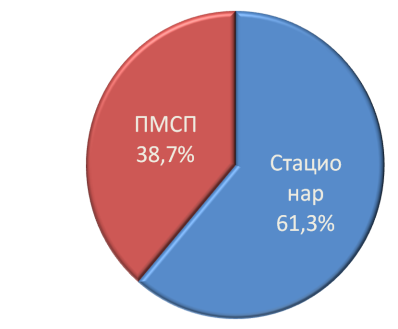 ПМСП
38,7%
Стацио
нар
61,3%